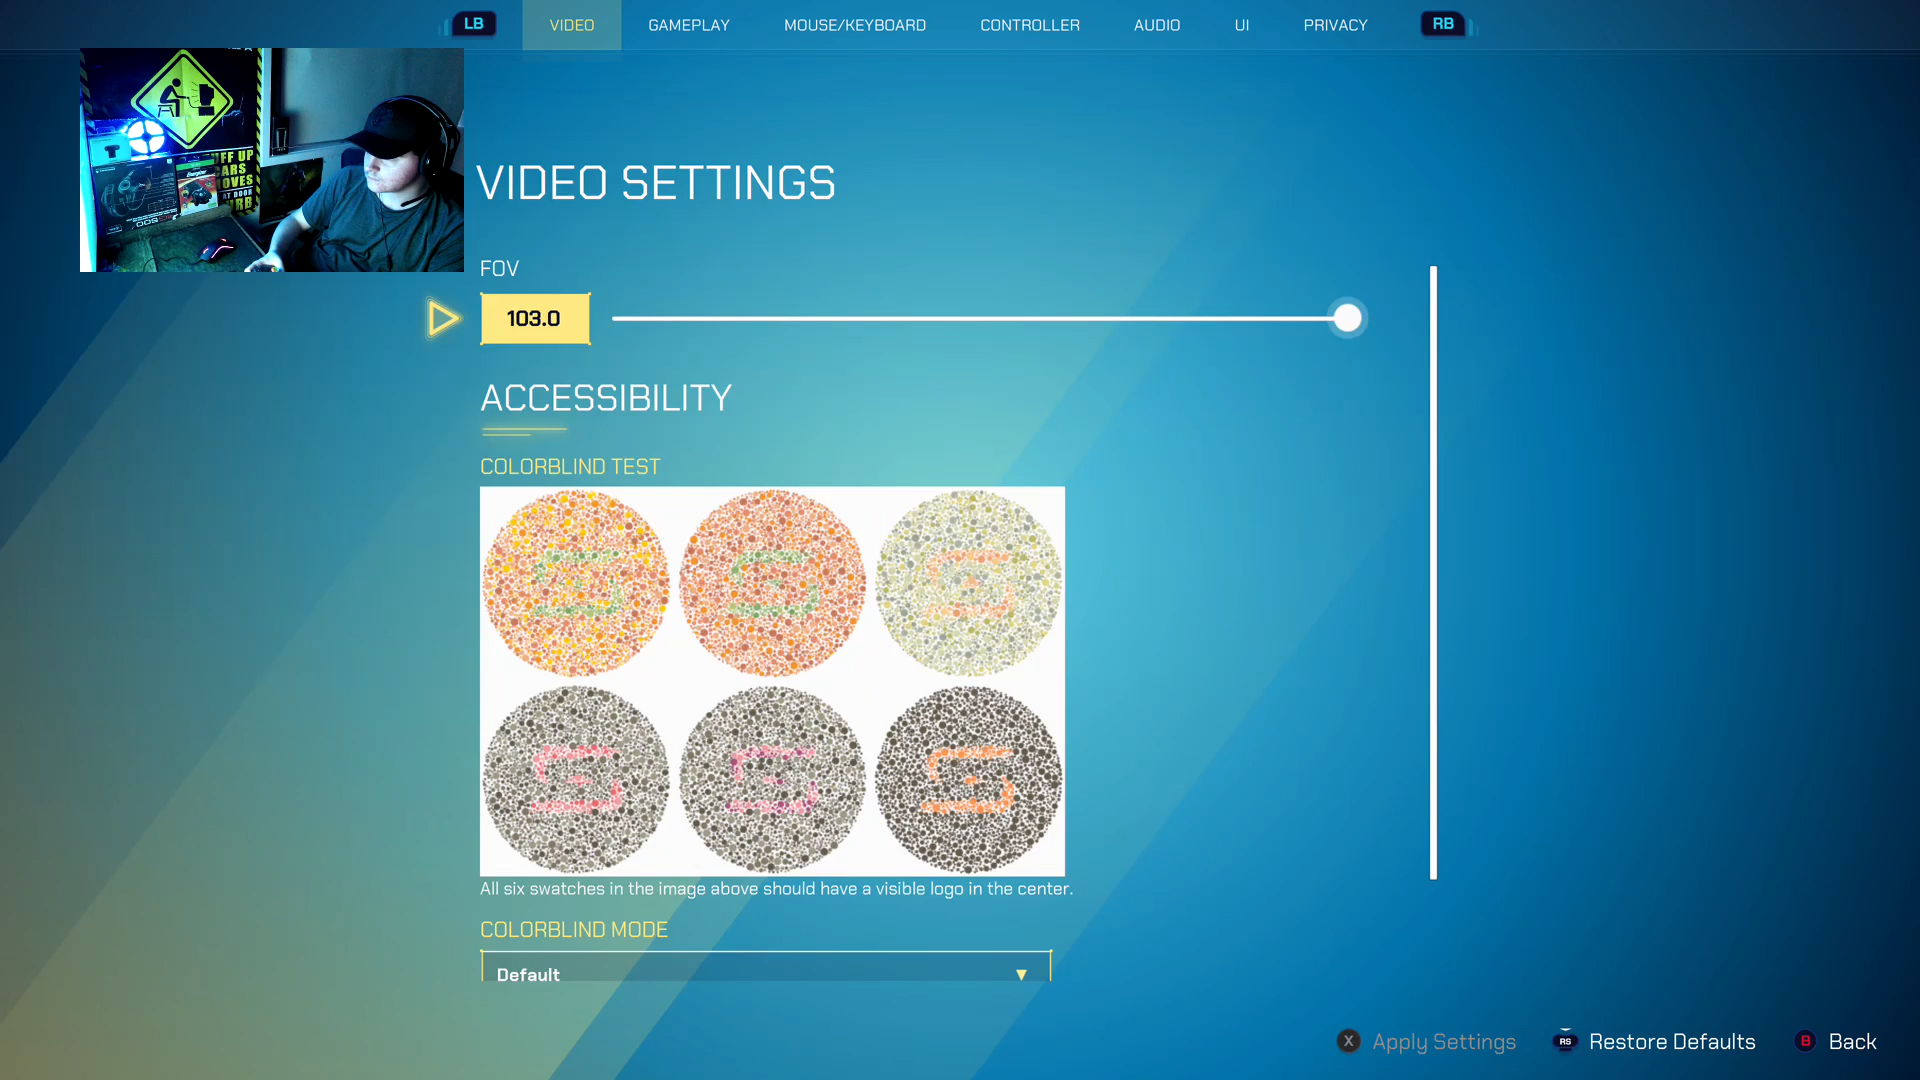 LB VIDEO GAMEPLAY MOUSE/KEYBOARD CONTROLLER AUDIO UI PRIVACY RB
VIDEO SETTINGS
FOV
103.0
ACCESSIBILITY
COLORBLIND TEST
All six swatches in the image above should have a visible logo in the center.
COLORBLIND MODE
Default
X Apply Settings RS Restore Defaults B Back